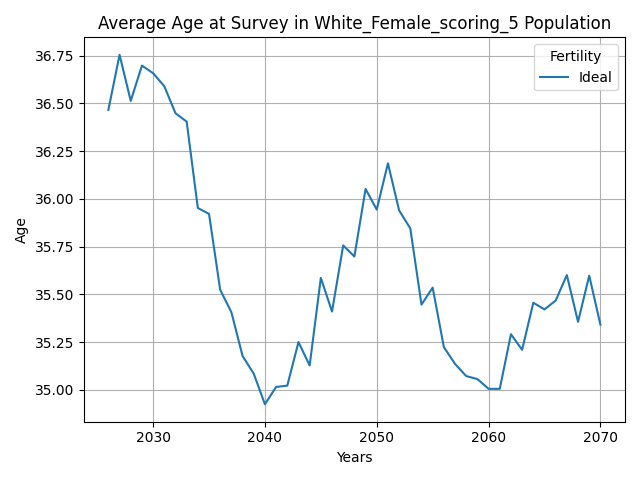 Average Age at Survey in White_Female_scoring_5 Population
Fertility
Ideal
36.75
36.50
36.25
36.00
35.75
35.50
35.25
35.00
Age
2030 2040 2050 2060 2070
Years